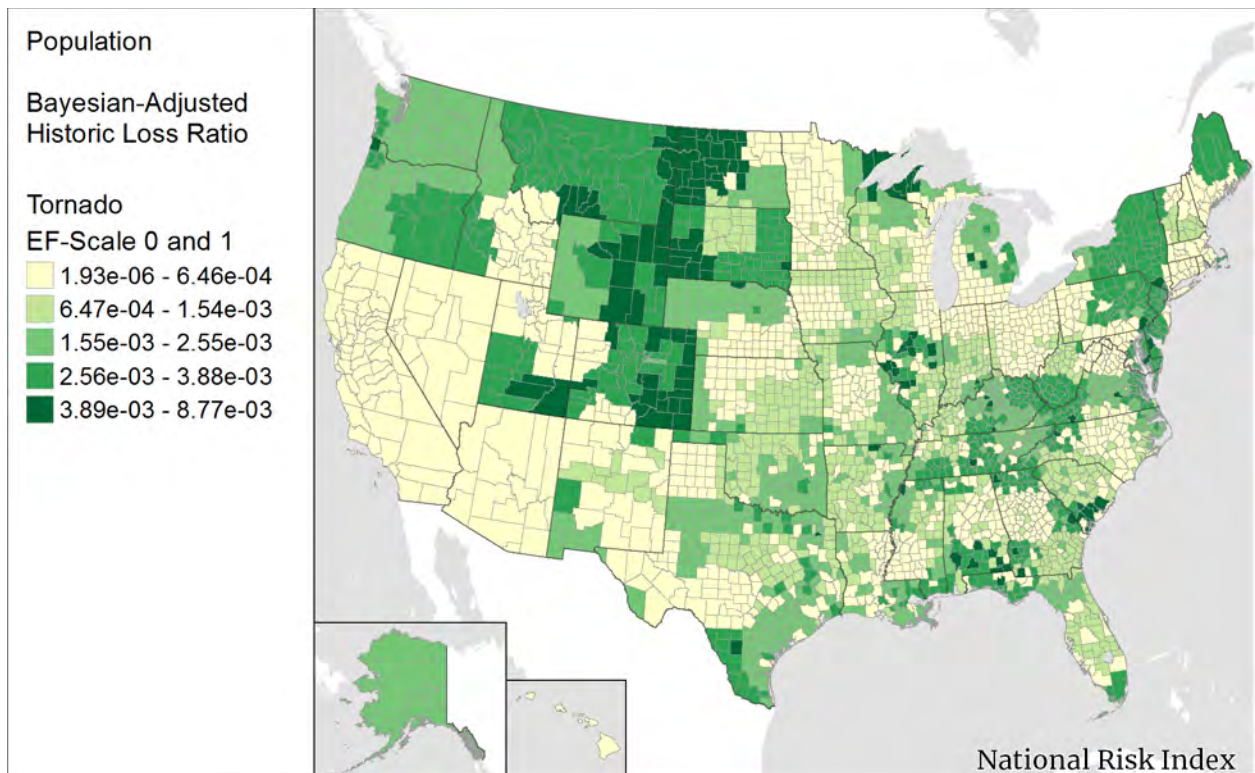 Population
Bayesian-Adjusted
Historic Loss Ratio
Tornado
EF-Scale 0 and 1
1.93e-06 - 6.46e-04
6.47e-04 - 1.54e-03
1.55e-03 - 2.55e-03
2.56e-03 - 3.88e-03
3.89e-03 - 8.77e-03
National Risk Index